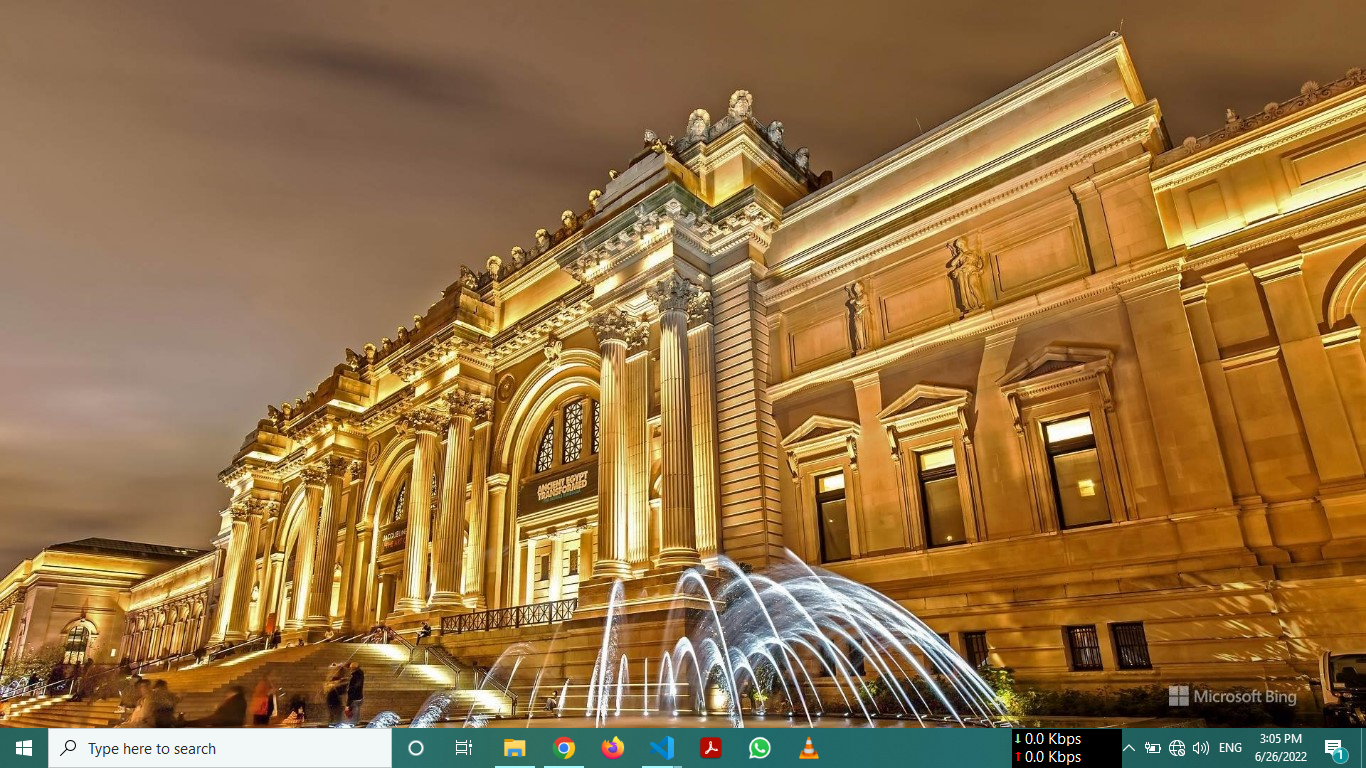 ANCIENT EGYPT
TRANSFORMED
Microsoft Bing
Type here to search
0.0 Kbps
0.0 Kbps
ENG
3:05 PM
6/26/2022
1